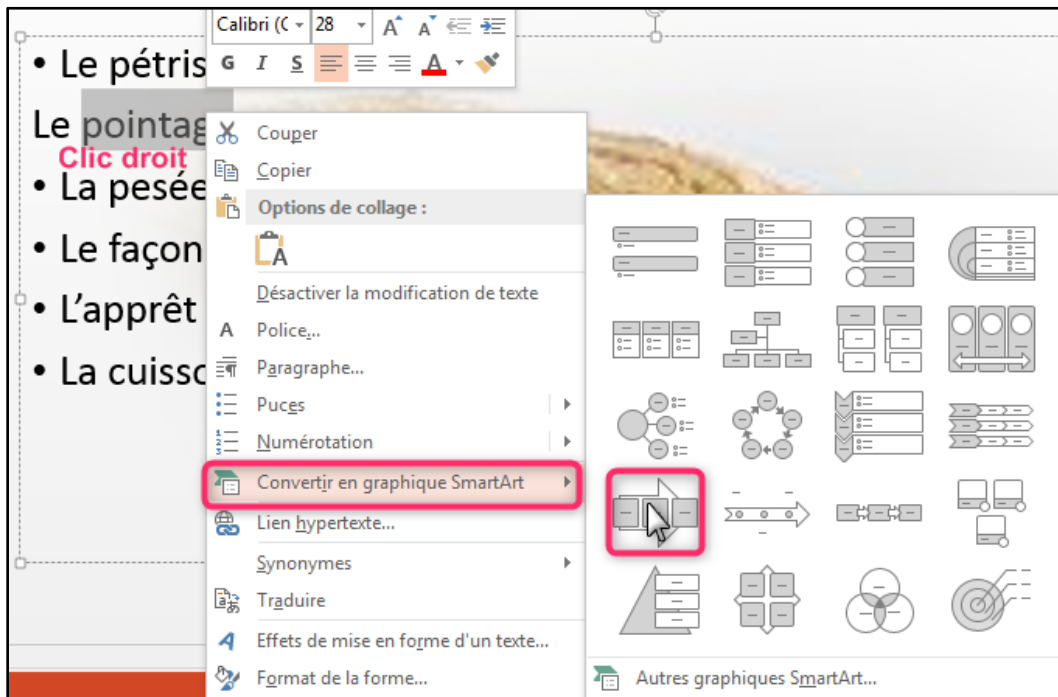 Calibri (C
28
A A
G I S A
• Le pétris
Le pointag
Clic droit
• La pesée
• Le façon
• L’apprêt
• La cuisso
Couper
Copier
Options de collage :
A
Désactiver la modification de texte
A Police...
Paragraphe...
Puces
Numérotation
Convertir en graphique SmartArt
Lien hypertexte...
Synonymes
Traduire
Effets de mise en forme d'un texte...
Format de la forme...
Autres graphiques SmartArt...